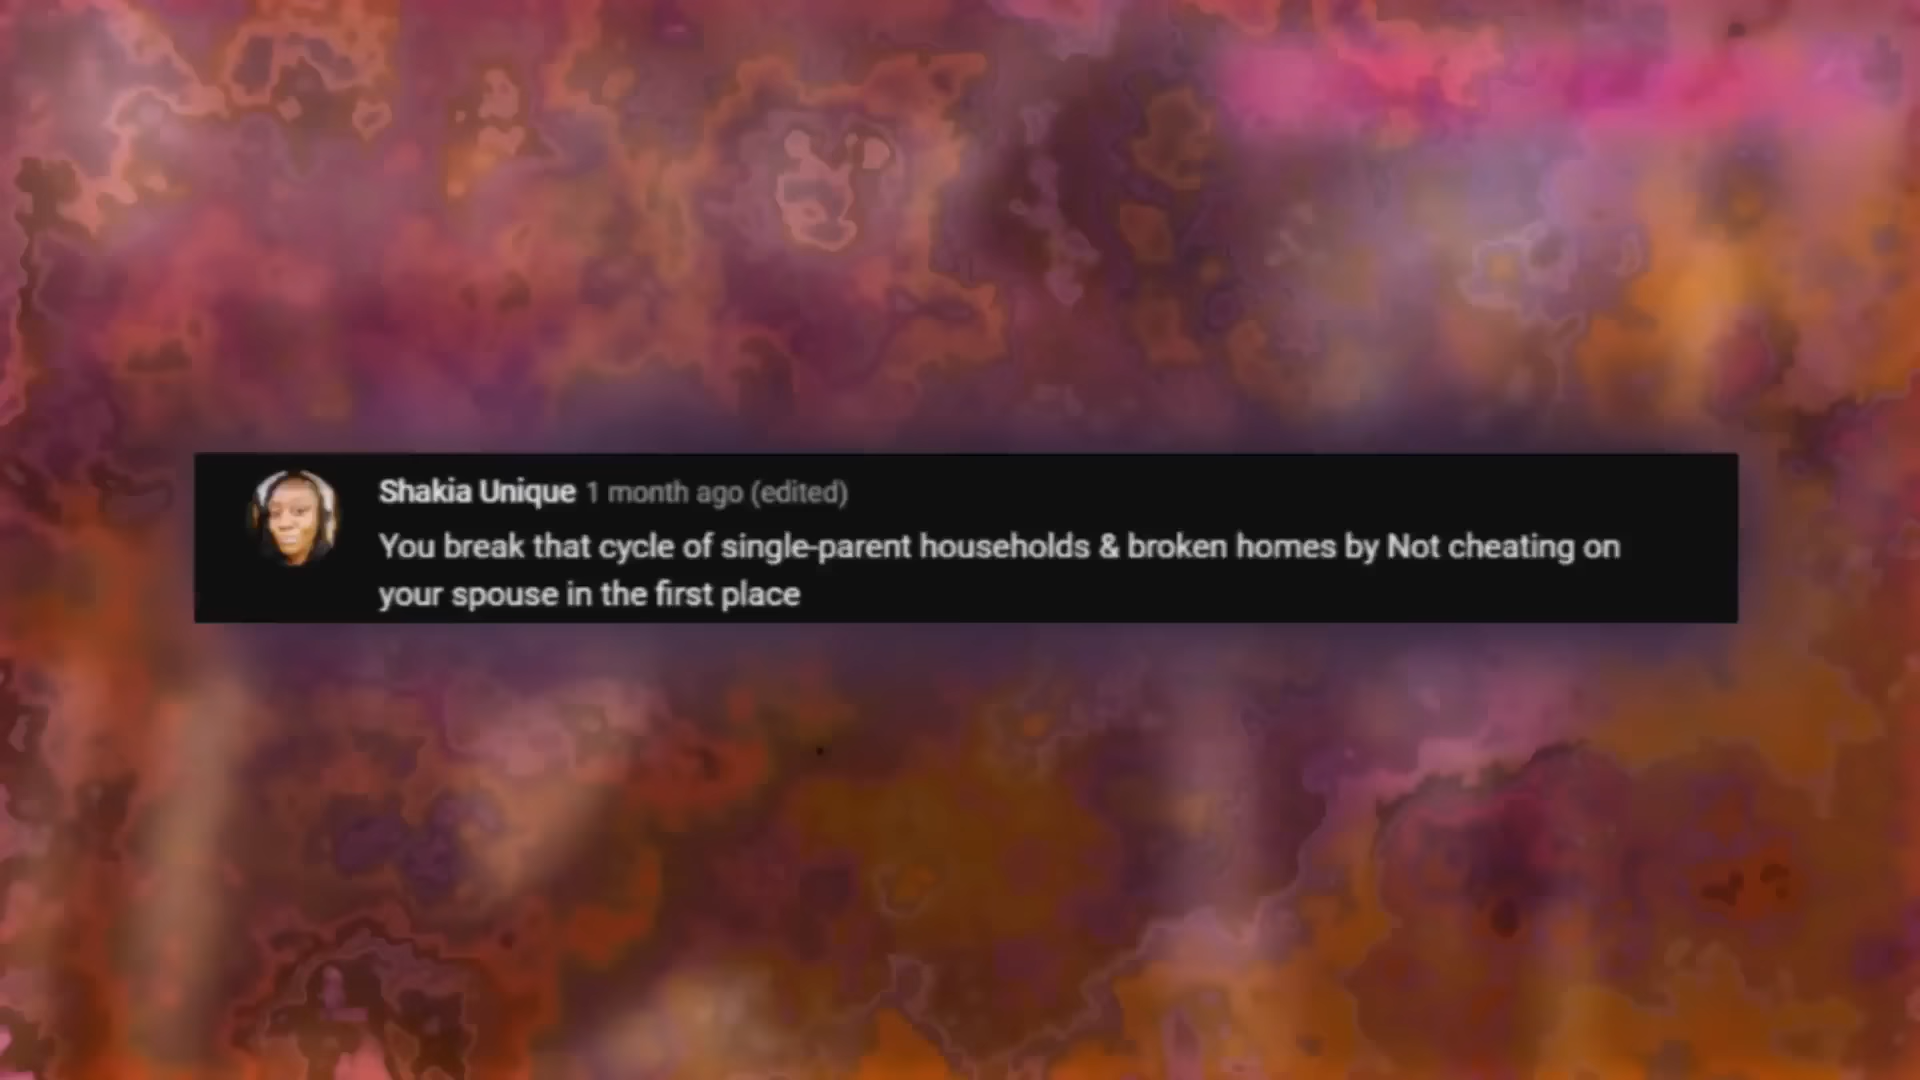 Shakia Unique 1 month ago (edited)
You break that cycle of single-parent households & broken homes by Not cheating on
your spouse in the first place